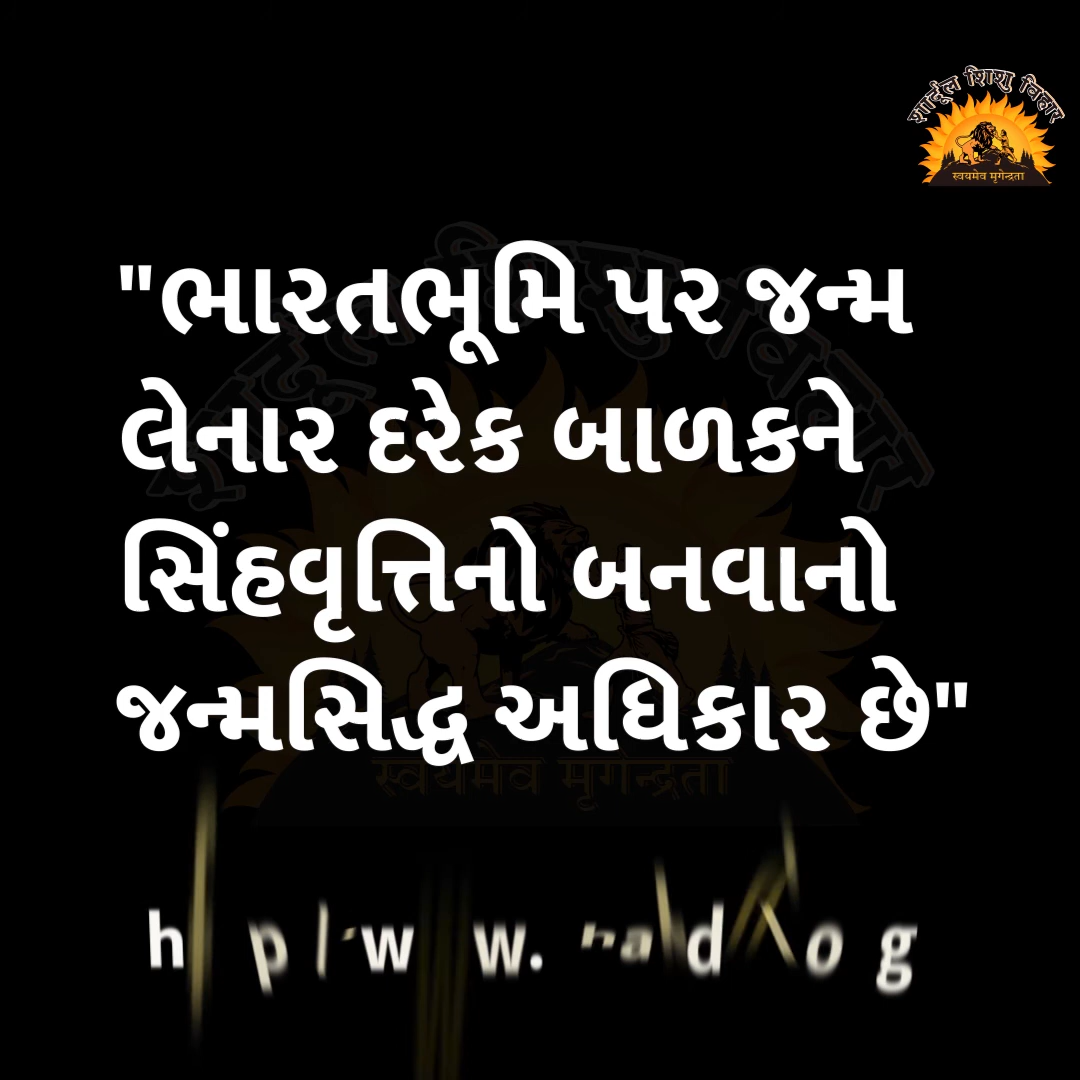 शार्दूल शिशु विहार
स्वयमेव मृगेन्द्रता
"ભારતભૂમિ પર જન્મ
લેનાર દરેક બાળકને
સિંહવૃત્તિનો બનવાનો
જન્મસિદ્ધ અધિકાર છે"
स्वयमेव मृगेन्द्रता